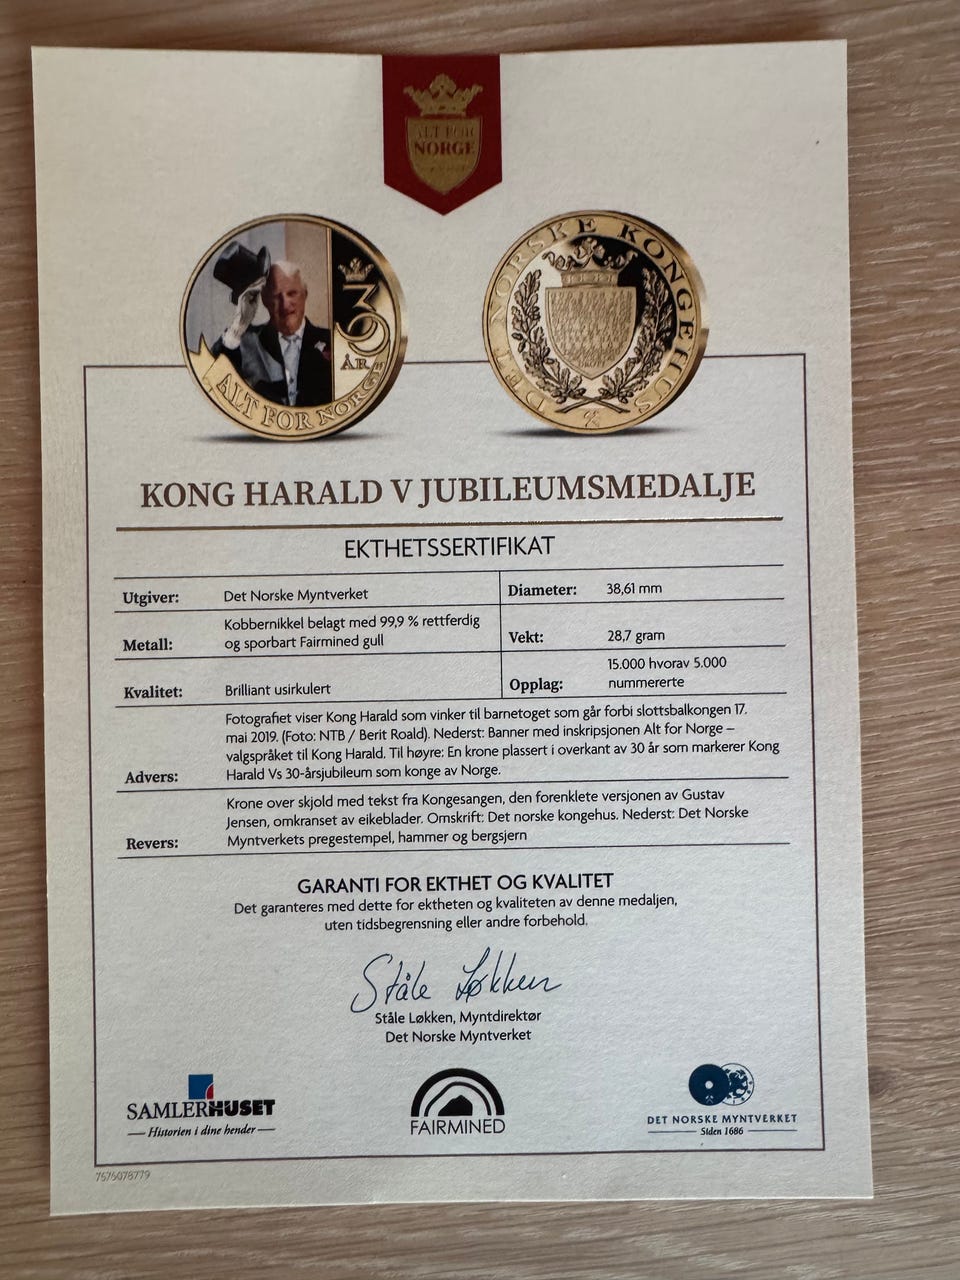 ALT FOR
NORGE
30
ÅR
ALT FOR NORGE
DET NORSKE KONGEHUS
KONG HARALD V JUBILEUMSMEDALJE
EKTHETSSERTIFIKAT
Utgiver: Det Norske Myntverket
Diameter: 38,61 mm
Metall: Kobbernikkel belagt med 99,9 % rettferdig
og sporbart Fairmined gull
Vekt: 28,7 gram
Kvalitet: Brilliant usirkulert
Opplag: 15.000 hvorav 5.000
nummererte
Advers: Fotografiet viser Kong Harald som vinker til barnetoget som går forbi slottsbalkongen 17.
mai 2019. (Foto: NTB / Berit Roald). Nederst: Banner med inskripsjonen Alt for Norge –
valgspråket til Kong Harald. Til høyre: En krone plassert i overkant av 30 år som markerer Kong
Harald Vs 30-årsjubileum som konge av Norge.
Revers: Krone over skjold med tekst fra Kongesangen, den forenklete versjonen av Gustav
Jensen, omkranset av eikeblader. Omskrift: Det norske kongehus. Nederst: Det Norske
Myntverkets pregestempel, hammer og bergsjern
GARANTI FOR EKTHET OG KVALITET
Det garanteres med dette for ektheten og kvaliteten av denne medaljen,
uten tidsbegrensning eller andre forbehold.
Ståle Løkken
Ståle Løkken, Myntdirektør
Det Norske Myntverket
SAMLERHUSET
Historien i dine hender
FAIRMINED
DET NORSKE MYNTVERKET
Siden 1686
7575078779